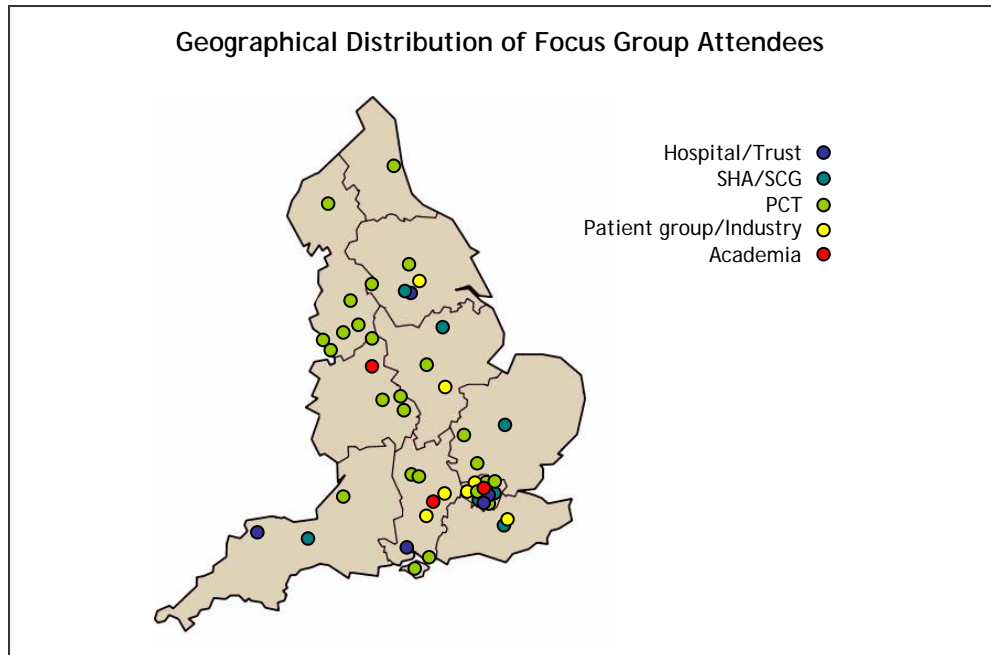 Geographical Distribution of Focus Group Attendees
Hospital/Trust
SHA/SCG
PCT
Patient group/Industry
Academia